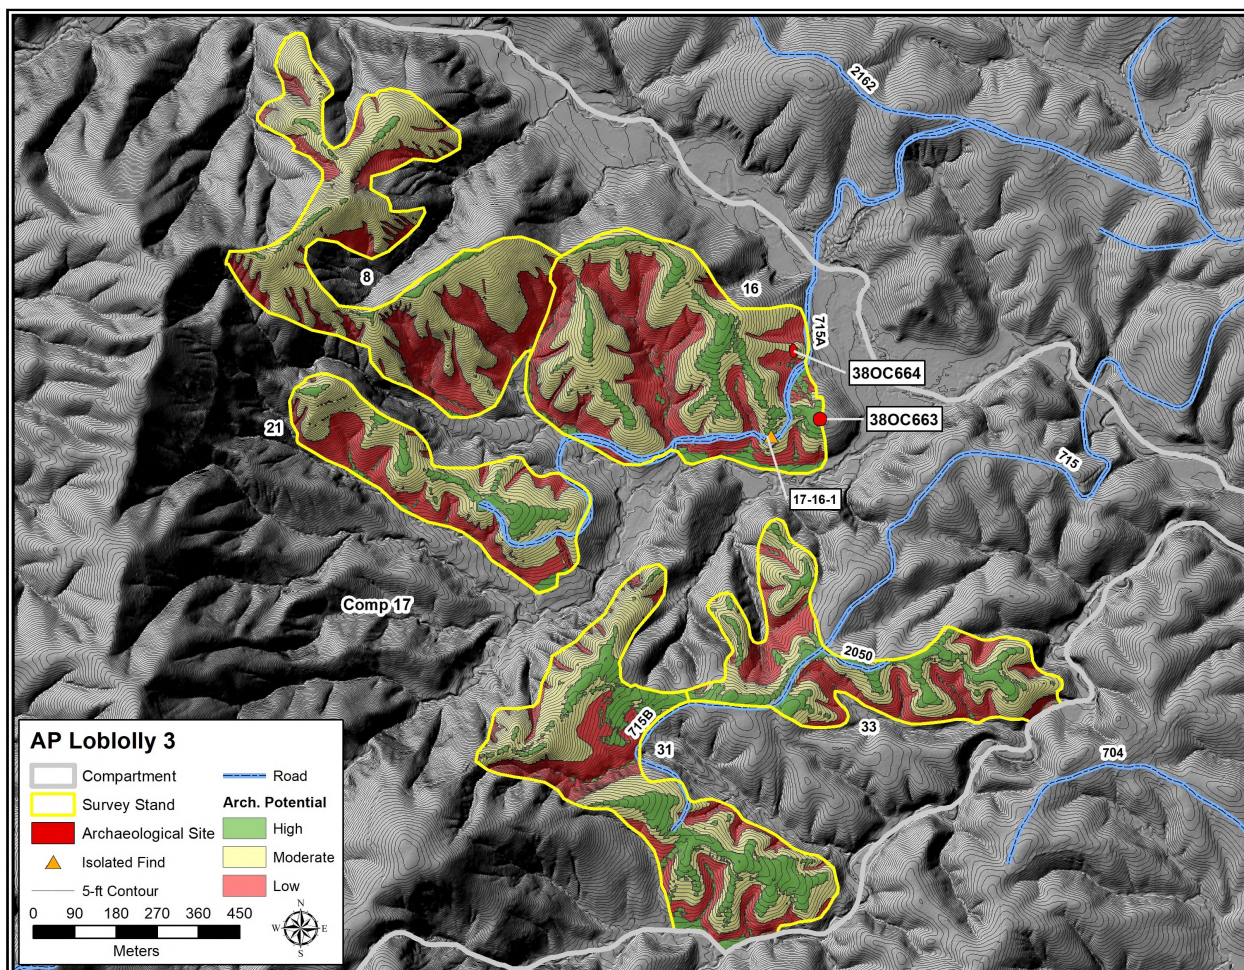 2162
8
16
715A
38OC664
38OC663
21
715
17-16-1
Comp 17
2050
715B
31
33
704
AP Loblolly 3
Compartment
Survey Stand
Archaeological Site
Isolated Find
5-ft Contour
Road
Arch. Potential
High
Moderate
Low
0 90 180 270 360 450
Meters
N
W E
S